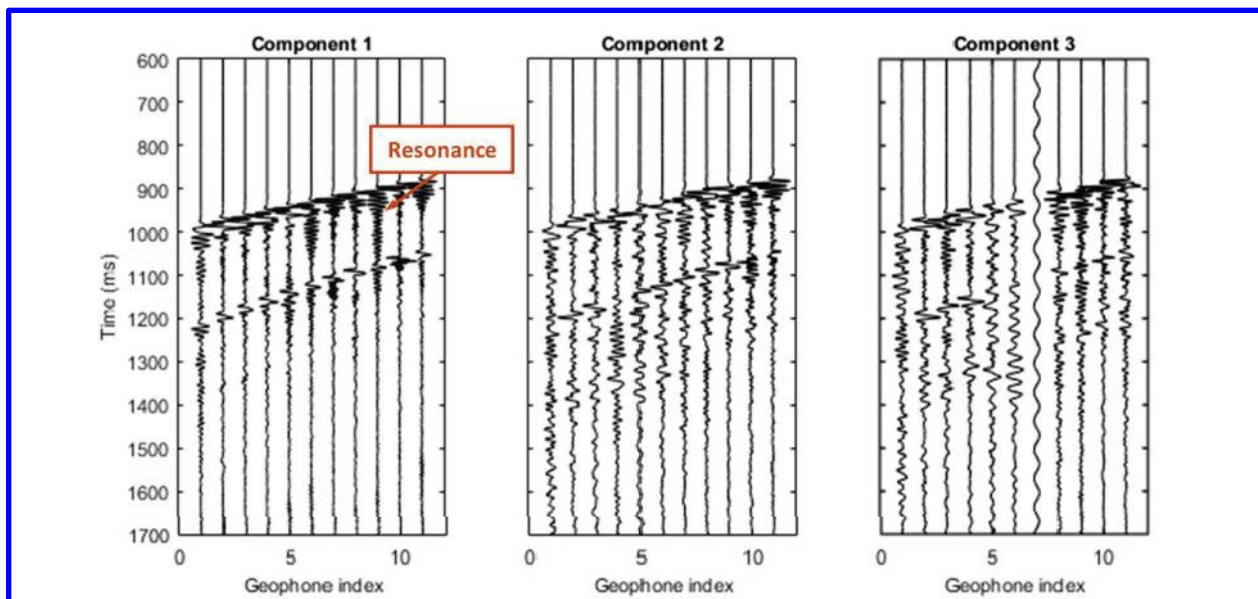 Component 1
Component 2
Component 3
Resonance
Time (ms)
600
700
800
900
1000
1100
1200
1300
1400
1500
1600
1700
0 5 10
0 5 10
0 5 10
Geophone index
Geophone index
Geophone index